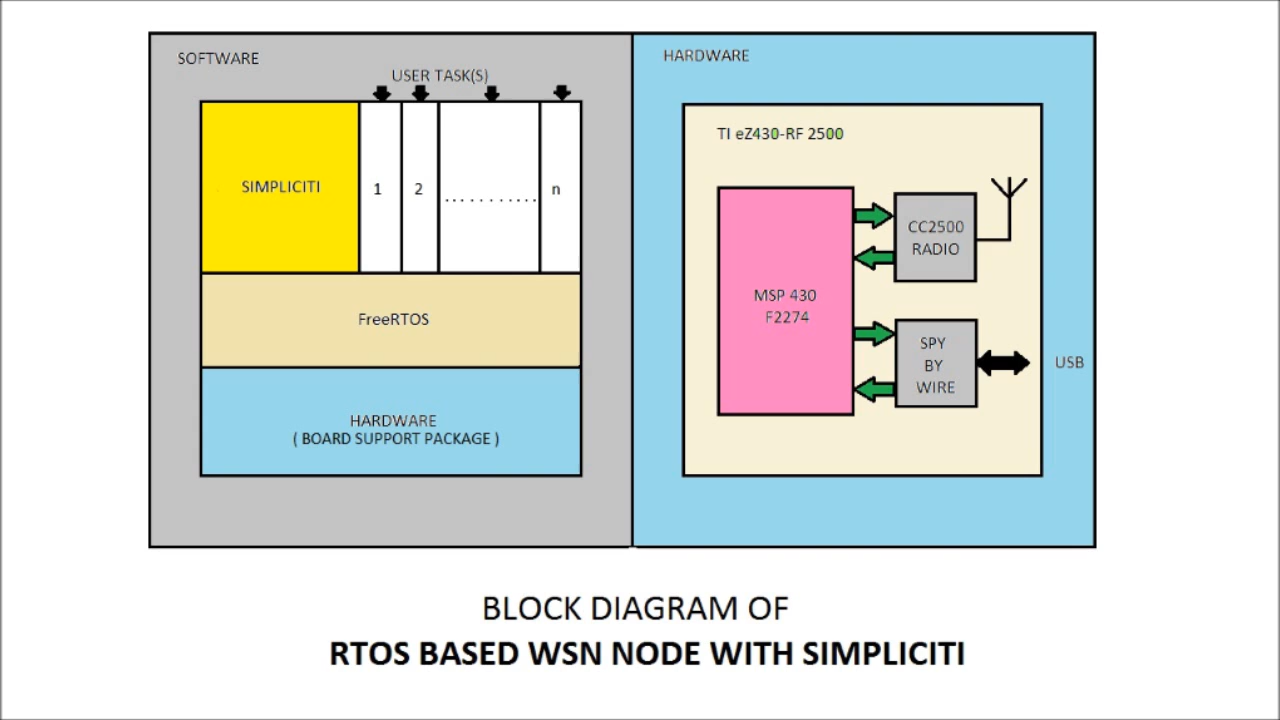 SOFTWARE
USER TASK(S)
SIMPLICITI
1
2
...........
n
FreeRTOS
HARDWARE
( BOARD SUPPORT PACKAGE )
HARDWARE
TI eZ430-RF 2500
MSP 430
F2274
CC2500
RADIO
SPY
BY
WIRE
USB
BLOCK DIAGRAM OF
RTOS BASED WSN NODE WITH SIMPLICITI